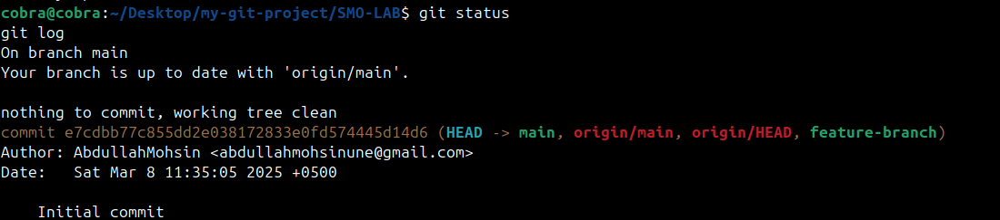 cobra@cobra:~/Desktop/my-git-project/SMO-LAB$ git status
git log
On branch main
Your branch is up to date with 'origin/main'.
nothing to commit, working tree clean
commit e7cdbb77c855dd2e038172833e0fd574445d14d6 (HEAD -> main, origin/main, origin/HEAD, feature-branch)
Author: AbdullahMohsin <abdullahmohsinune@gmail.com>
Date:   Sat Mar 8 11:35:05 2025 +0500
    Initial commit